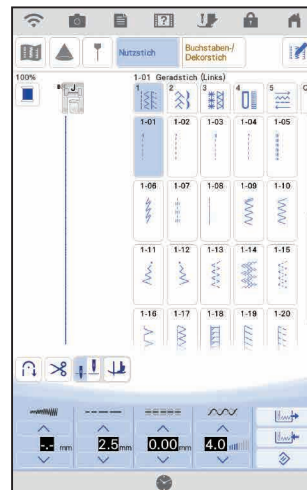 Nutzstich
Buchstaben-/
Dekorstich
100%
J
1-01 Geradstich (Links)
1 2 3 4 5
1-01 1-02 1-03 1-04 1-05
1-06 1-07 1-08 1-09 1-10
1-11 1-12 1-13 1-14 1-15
1-16 1-17 1-18 1-19 1-20
-.- mm 2.5 mm 0.00 mm 4.0